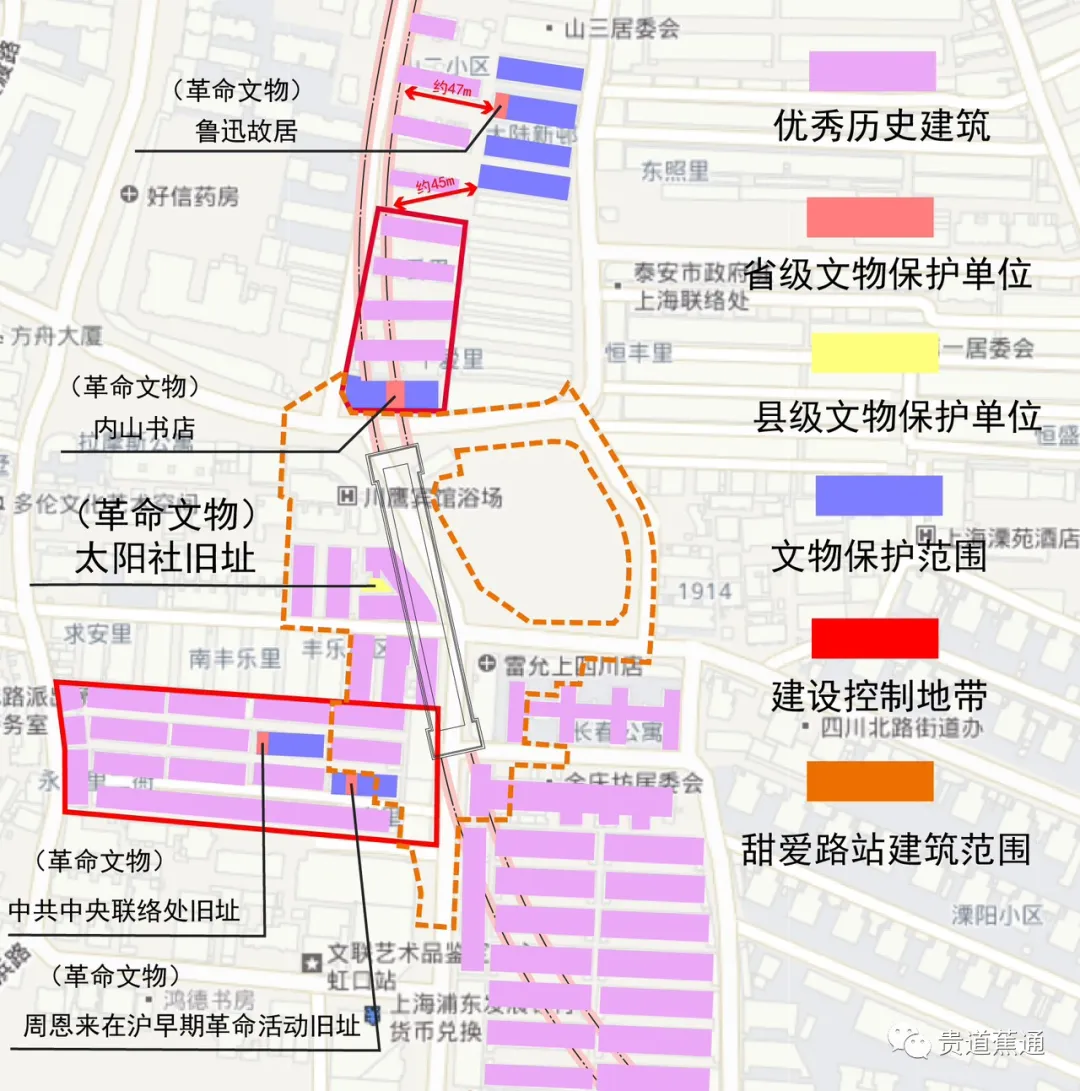 山三居委会
（革命文物）
鲁迅故居
约47m
大陆新邨
优秀历史建筑
东照里
好信药房
约45m
泰安市政府
上海联络处
省级文物保护单位
方舟大厦
恒丰里
一居委会
（革命文物）
内山书店
县级文物保护单位
恒盛
多伦文化
川鹰宾馆浴场
（革命文物）
太阳社旧址
上海溧苑酒店
文物保护范围
1914
求安里
南丰乐里
丰乐
雷允上四川店
建设控制地带
四川北路街道办
务室
长春公寓
余庆坊居委会
（革命文物）
甜爱路站建筑范围
中共中央联络处旧址
溧阳小区
（革命文物）
文联艺术品鉴定
虹口站
鸿德书房
周恩来在沪早期革命活动旧址
上海浦东发展银行
货币兑换
贵道蕉通